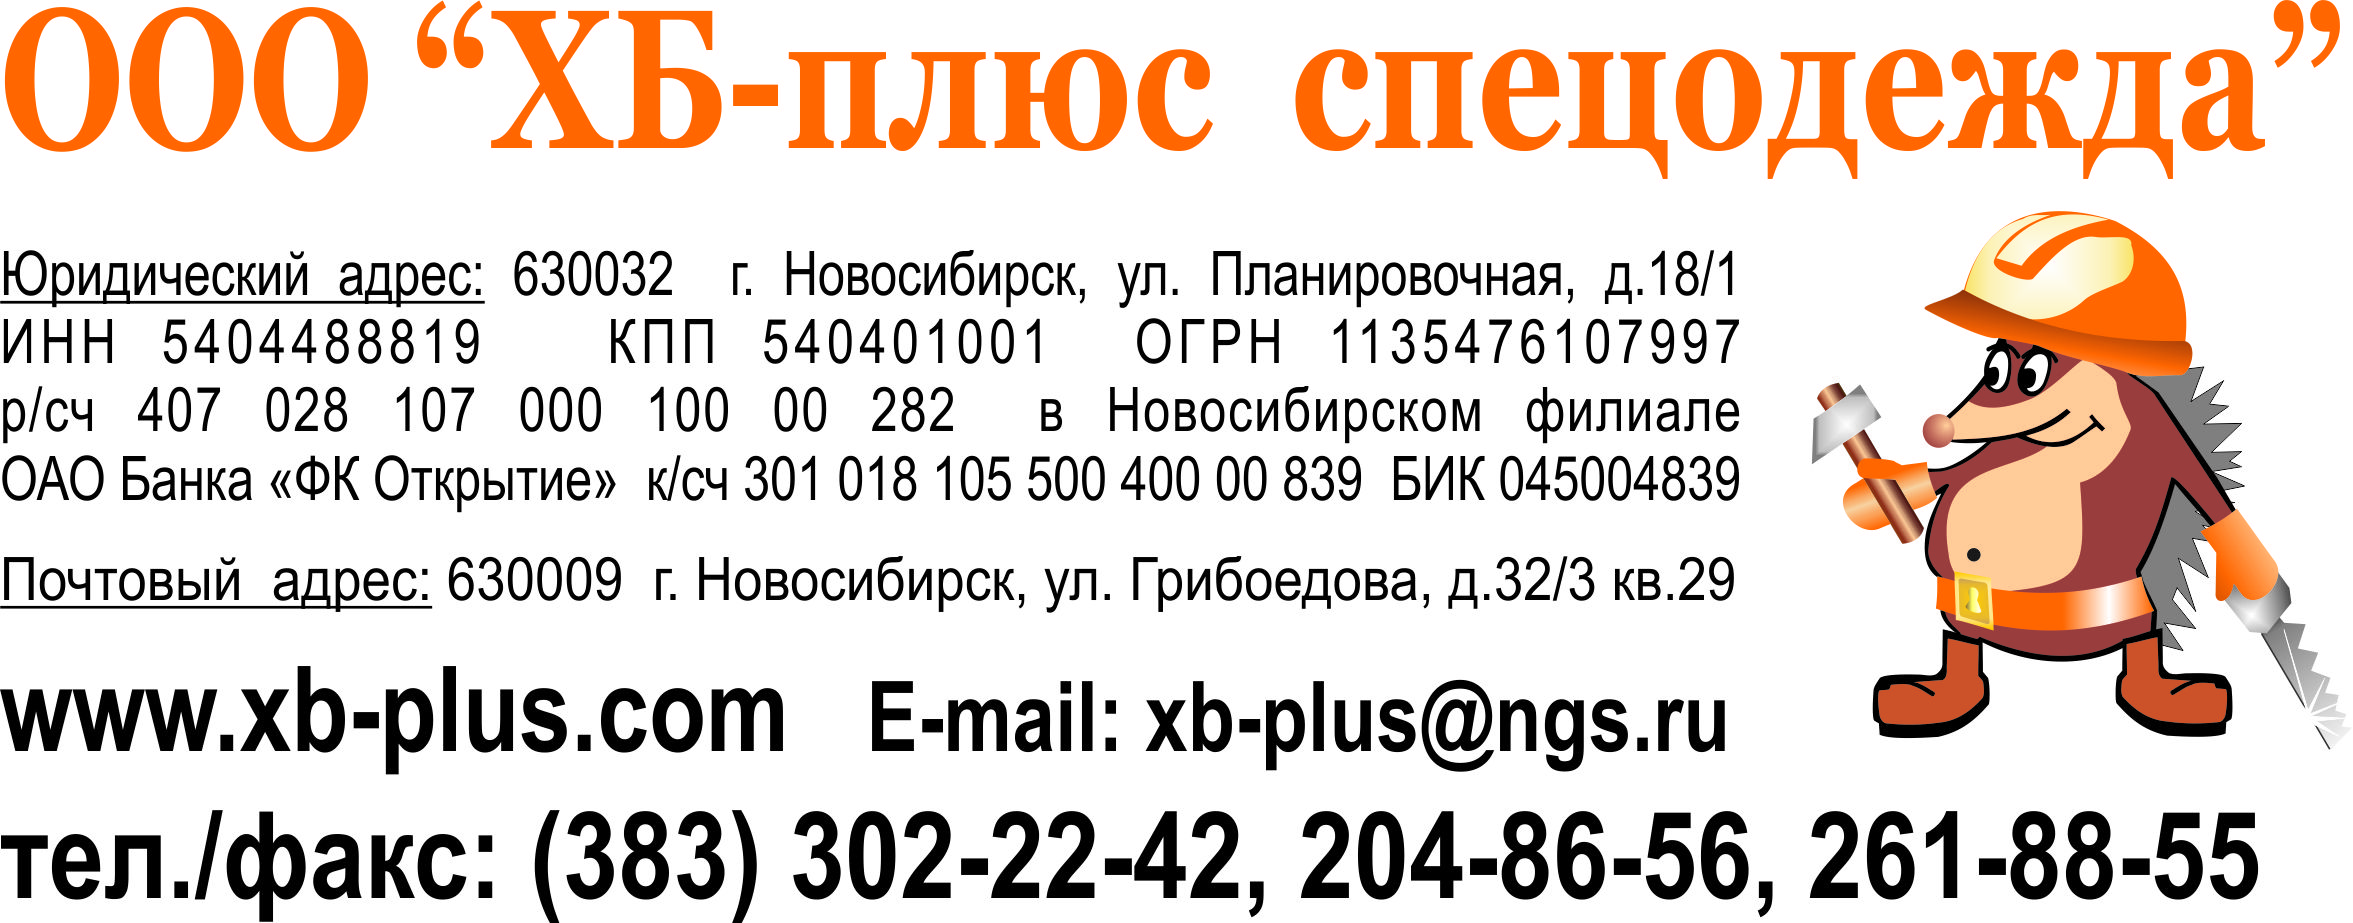 ООО “ХБ-плюс спецодежда”
Юридический адрес: 630032 г. Новосибирск, ул. Планировочная, д.18/1
ИНН 5404488819 КПП 540401001 ОГРН 1135476107997
р/сч 407 028 107 000 100 00 282 в Новосибирском филиале
ОАО Банка «ФК Открытие» к/сч 301 018 105 500 400 00 839 БИК 045004839
Почтовый адрес: 630009 г. Новосибирск, ул. Грибоедова, д.32/3 кв.29
www.xb-plus.com E-mail: xb-plus@ngs.ru
тел./факс: (383) 302-22-42, 204-86-56, 261-88-55